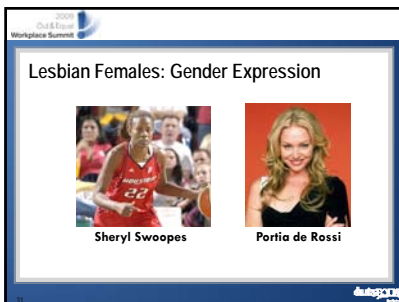 2009
Out & Equal
Workplace Summit
Lesbian Females: Gender Expression
22
Sheryl Swoopes
Portia de Rossi